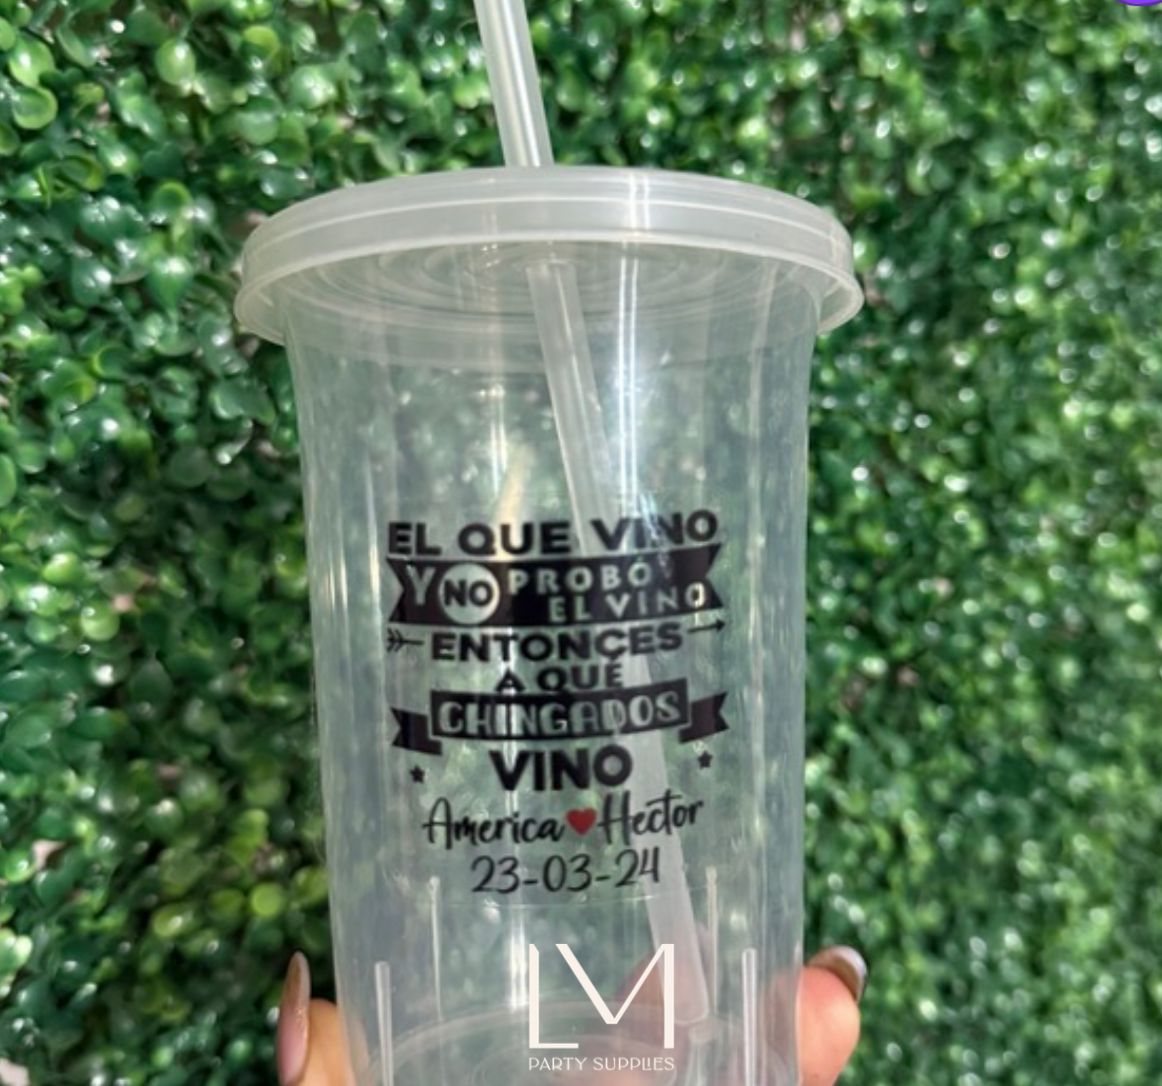 EL QUE VINO
Y NO PROBÓ
EL VINO
ENTONCES
A QUÉ
CHINGADOS
VINO
America Hector
23-03-24
LM
PARTY SUPPLIES